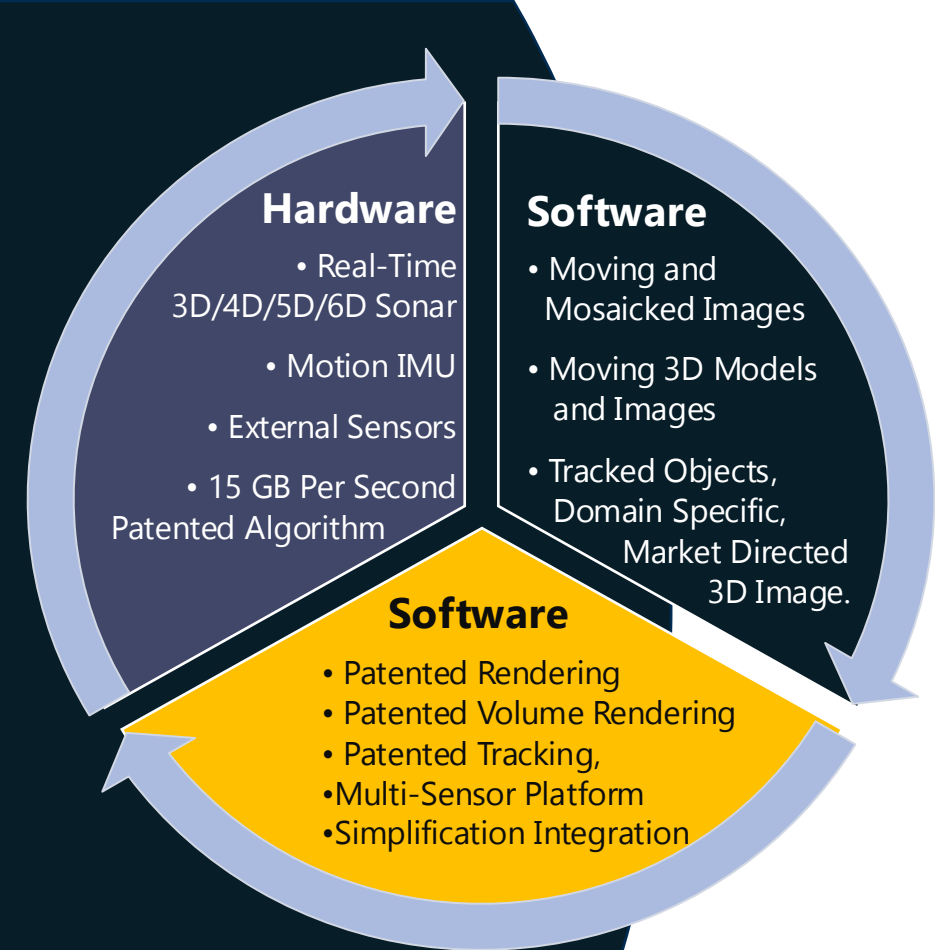 Hardware
• Real-Time
3D/4D/5D/6D Sonar
• Motion IMU
• External Sensors
• 15 GB Per Second
Patented Algorithm
Software
• Moving and
Mosaicked Images
• Moving 3D Models
and Images
• Tracked Objects,
Domain Specific,
Market Directed
3D Image.
Software
• Patented Rendering
• Patented Volume Rendering
• Patented Tracking,
•Multi-Sensor Platform
•Simplification Integration